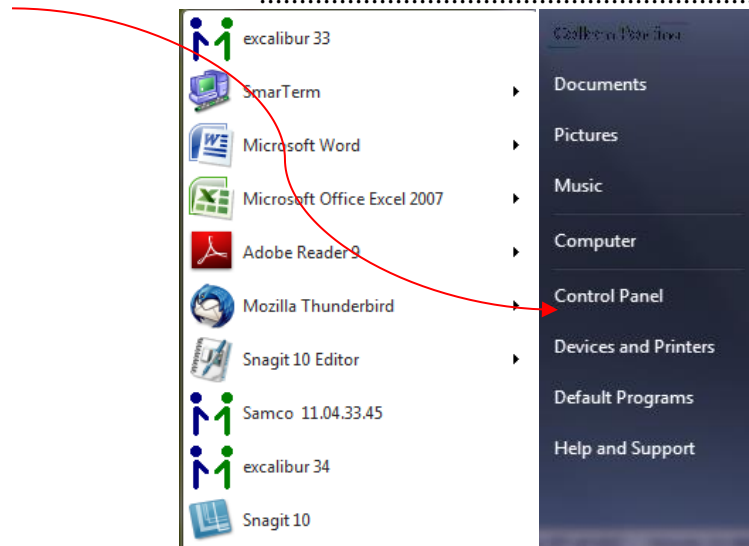 excalibur 33
SmarTerm
Microsoft Word
Microsoft Office Excel 2007
Adobe Reader 9
Mozilla Thunderbird
Snagit 10 Editor
Samco 11.04.33.45
excalibur 34
Snagit 10
Documents
Pictures
Music
Computer
Control Panel
Devices and Printers
Default Programs
Help and Support